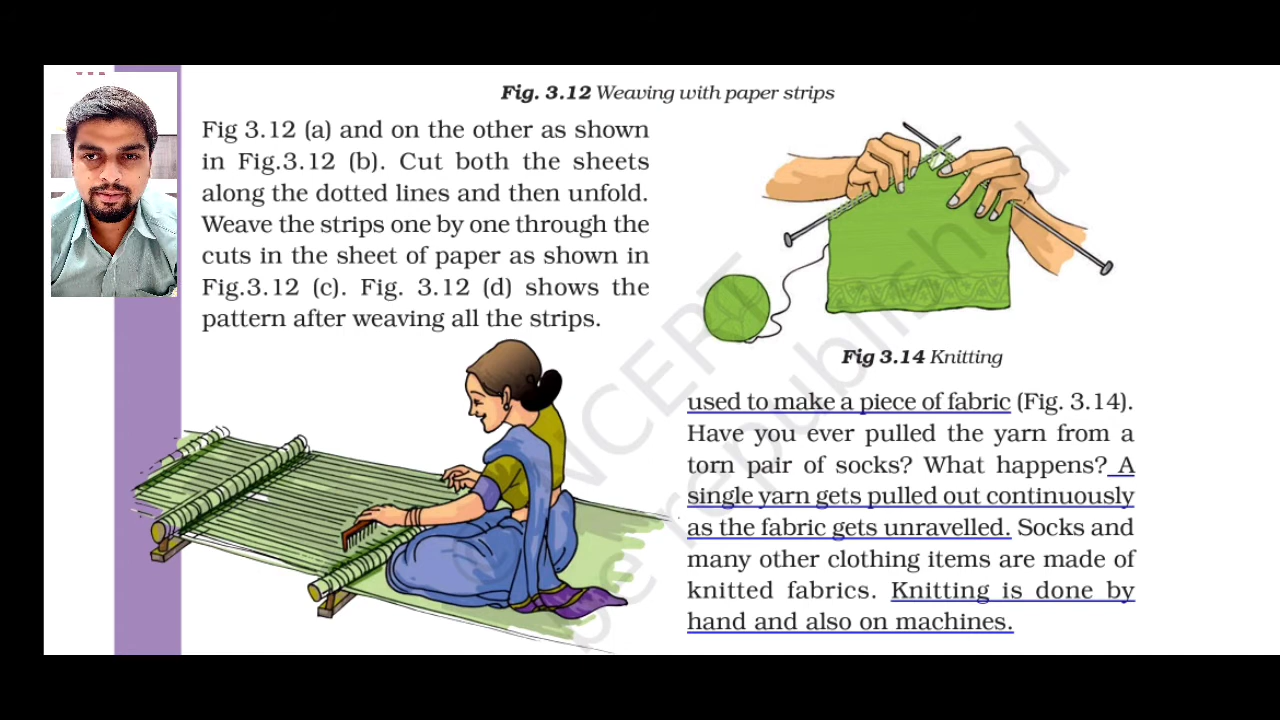 Fig. 3.12 Weaving with paper strips
Fig 3.12 (a) and on the other as shown
in Fig.3.12 (b). Cut both the sheets
along the dotted lines and then unfold.
Weave the strips one by one through the
cuts in the sheet of paper as shown in
Fig.3.12 (c). Fig. 3.12 (d) shows the
pattern after weaving all the strips.
Fig 3.14 Knitting
used to make a piece of fabric (Fig. 3.14).
Have you ever pulled the yarn from a
torn pair of socks? What happens? A
single yarn gets pulled out continuously
as the fabric gets unravelled. Socks and
many other clothing items are made of
knitted fabrics. Knitting is done by
hand and also on machines.
NCERT
be republished